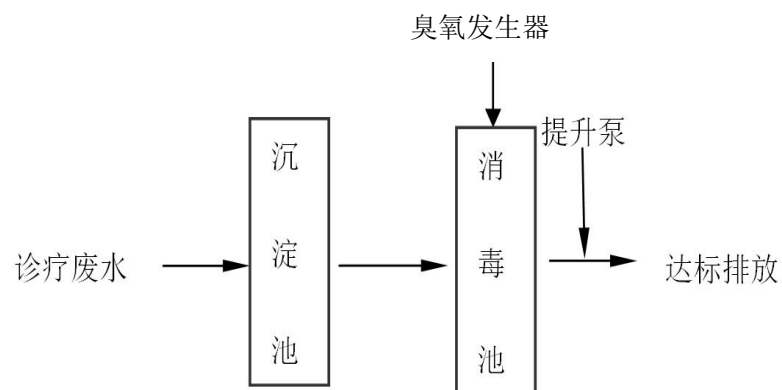 臭氧发生器
提升泵
沉淀池
消毒池
诊疗废水
达标排放